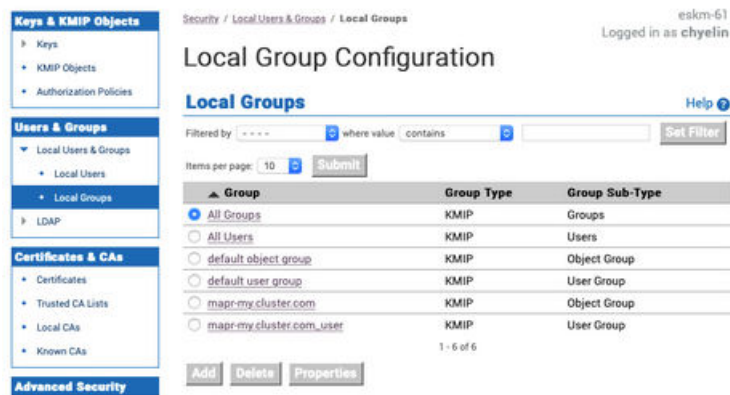 Keys & KMIP Objects
Keys
KMIP Objects
Authorization Policies
Users & Groups
Local Users & Groups
Local Users
Local Groups
LDAP
Certificates & CAs
Certificates
Trusted CA Lists
Local CAs
Known CAs
Advanced Security
Security / Local Users & Groups / Local Groups
eskm-61
Logged in as chyelin
Local Group Configuration
Local Groups
Help ?
Filtered by - - - - where value contains Set Filter
Items per page: 10 Submit
Group Group Type Group Sub-Type
All Groups KMIP Groups
All Users KMIP Users
default object group KMIP Object Group
default user group KMIP User Group
mapr-my.cluster.com KMIP Object Group
mapr-my.cluster.com_user KMIP User Group
1 - 6 of 6
Add Delete Properties